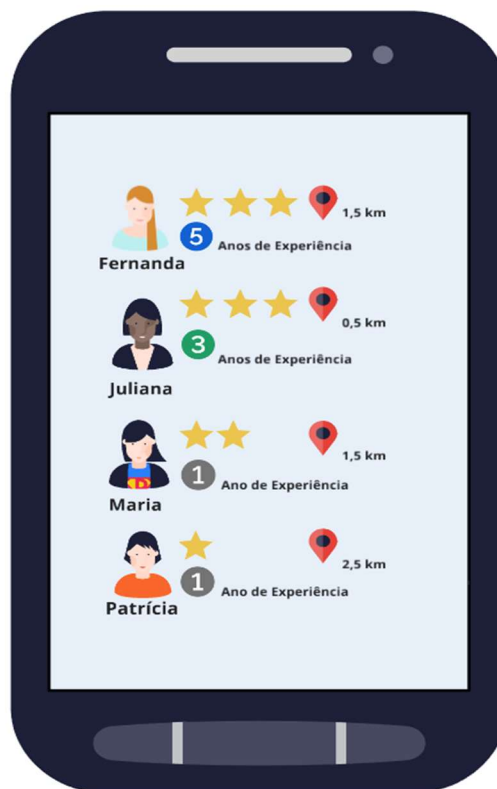 1,5 km
5 Anos de Experiência
Fernanda
0,5 km
3 Anos de Experiência
Juliana
1,5 km
1 Ano de Experiência
Maria
2,5 km
1 Ano de Experiência
Patrícia